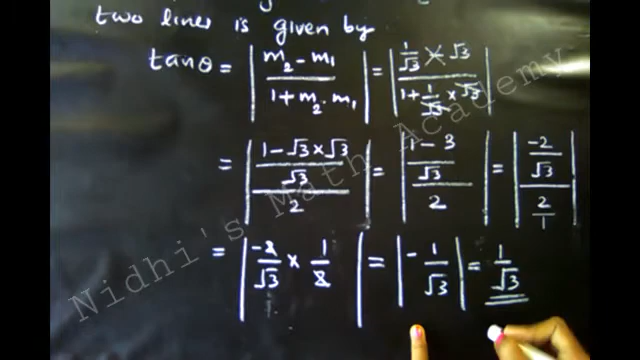 two lines is given by
tanθ = | (m₂ - m₁) / (1 + m₂ . m₁) | = | (1/√3 × √3) / (1 + 1/√3 × √3) |
= | ((1 - √3 × √3)/√3) / 2 | = | ((1 - 3)/√3) / 2 | = | (-2/√3) / (2/1) |
= | -2/√3 × 1/2 | = | - 1/√3 | = 1/√3
Nidhi's Math Academy